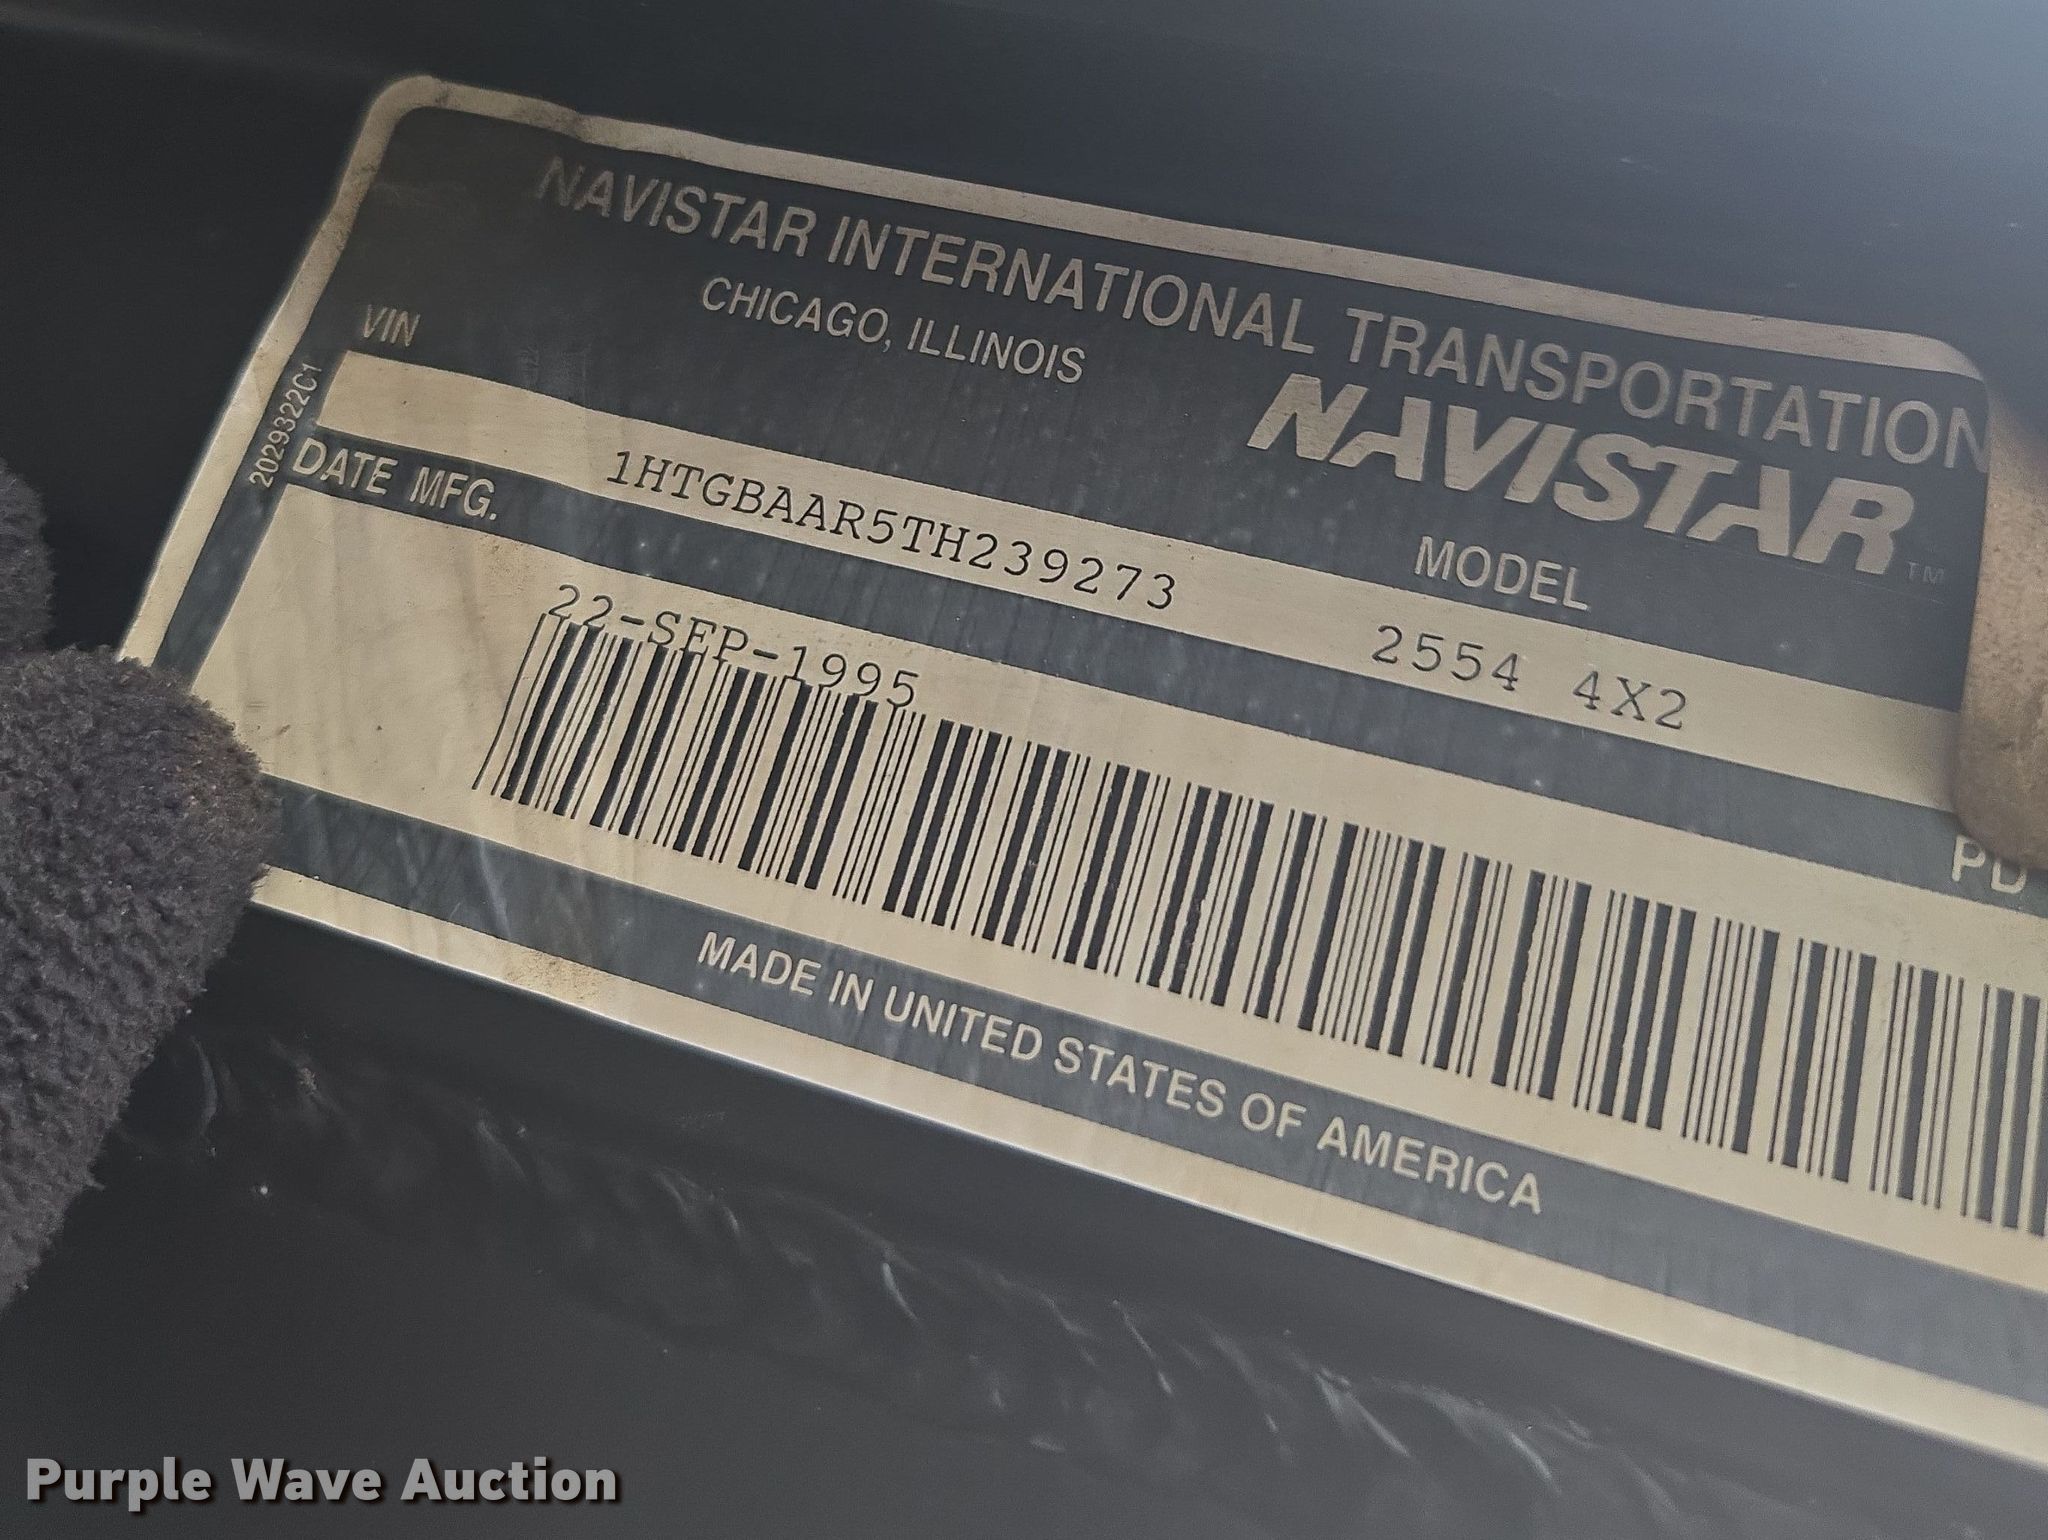 NAVISTAR INTERNATIONAL TRANSPORTATION
CHICAGO, ILLINOIS
NAVISTAR™
VIN
MODEL
1HTGBAAR5TH239273
2554 4X2
2029322C1
DATE MFG.
22-SEP-1995
PD
MADE IN UNITED STATES OF AMERICA
Purple Wave Auction